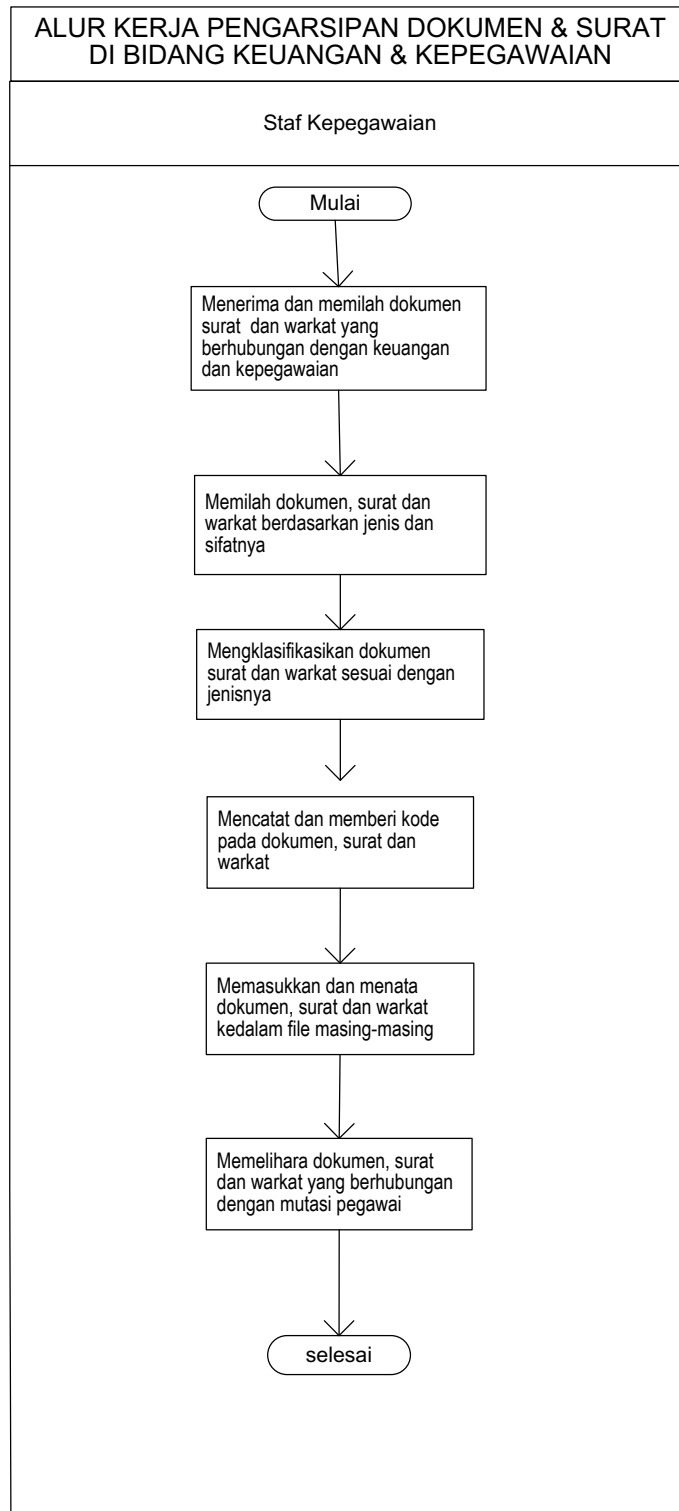 ALUR KERJA PENGARSIPAN DOKUMEN & SURAT
DI BIDANG KEUANGAN & KEPEGAWAIAN
Staf Kepegawaian
Mulai
Menerima dan memilah dokumen
surat dan warkat yang
berhubungan dengan keuangan
dan kepegawaian
Memilah dokumen, surat dan
warkat berdasarkan jenis dan
sifatnya
Mengklasifikasikan dokumen
surat dan warkat sesuai dengan
jenisnya
Mencatat dan memberi kode
pada dokumen, surat dan
warkat
Memasukkan dan menata
dokumen, surat dan warkat
kedalam file masing-masing
Memelihara dokumen, surat
dan warkat yang berhubungan
dengan mutasi pegawai
selesai